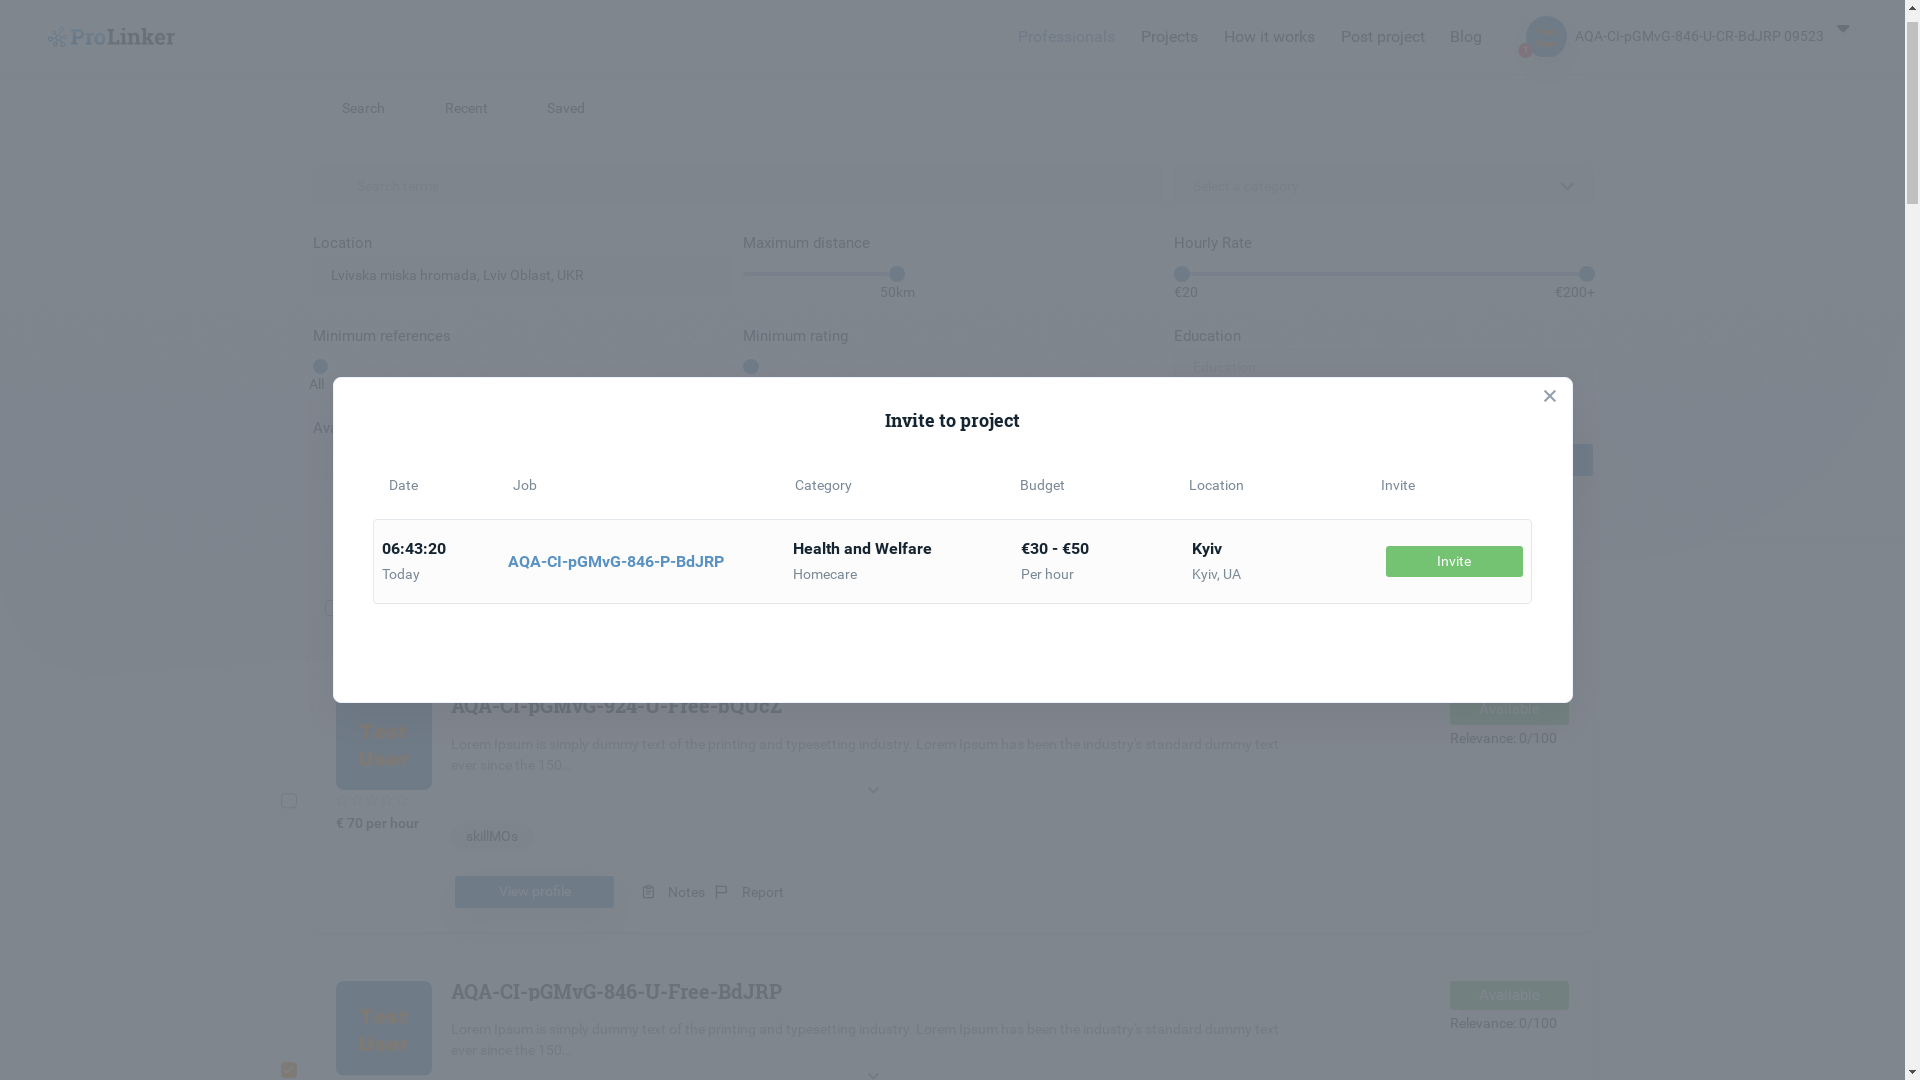 ProLinker
Professionals Projects How it works Post project Blog AQA-CI-pGMvG-846-U-CR-BdJRP 09523
Search Recent Saved
Search terms Select a category
Location Maximum distance Hourly Rate
Lvivska miska hromada, Lviv Oblast, UKR
50km €20 €200+
Minimum references Minimum rating Education
Education
All
Invite to project
Date Job Category Budget Location Invite
06:43:20 Health and Welfare €30 - €50 Kyiv
AQA-CI-pGMvG-846-P-BdJRP Invite
Today Homecare Per hour Kyiv, UA
AQA-CI-pGMvG-924-U-Free-bQUcZ
Available
Test
User
Relevance: 0/100
Lorem Ipsum is simply dummy text of the printing and typesetting industry. Lorem Ipsum has been the industry's standard dummy text
ever since the 150...
€ 70 per hour
skillMOs
View profile Notes Report
AQA-CI-pGMvG-846-U-Free-BdJRP
Available
Test
User
Relevance: 0/100
Lorem Ipsum is simply dummy text of the printing and typesetting industry. Lorem Ipsum has been the industry's standard dummy text
ever since the 150...